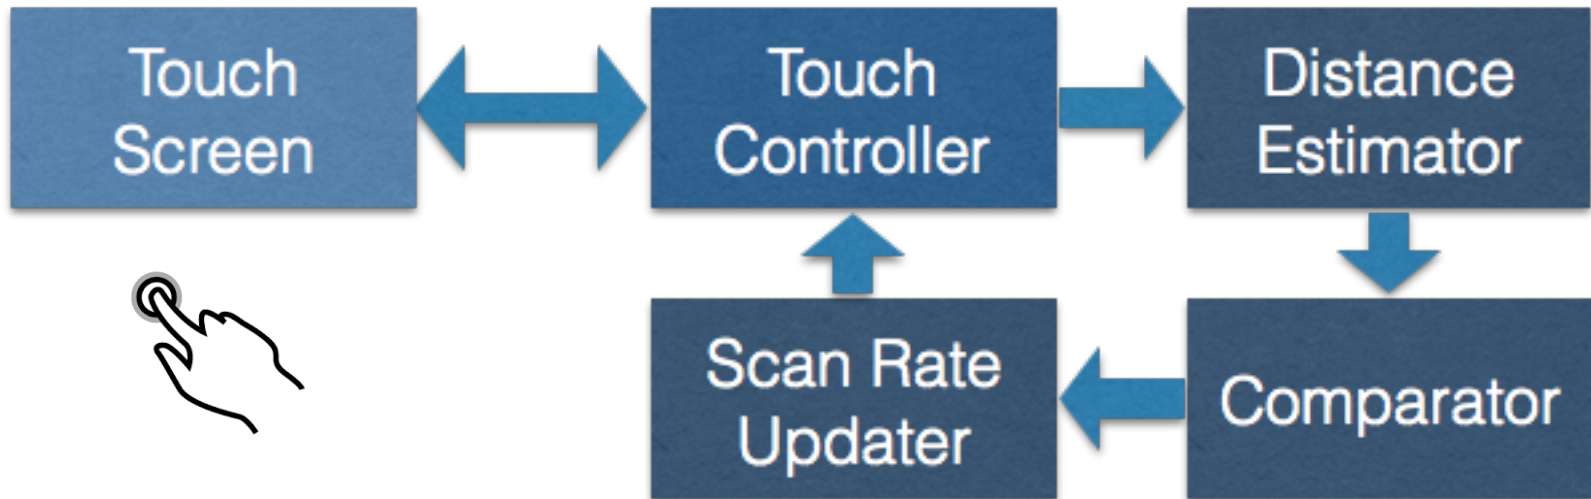 Touch
Screen
Touch
Controller
Distance
Estimator
Scan Rate
Updater
Comparator